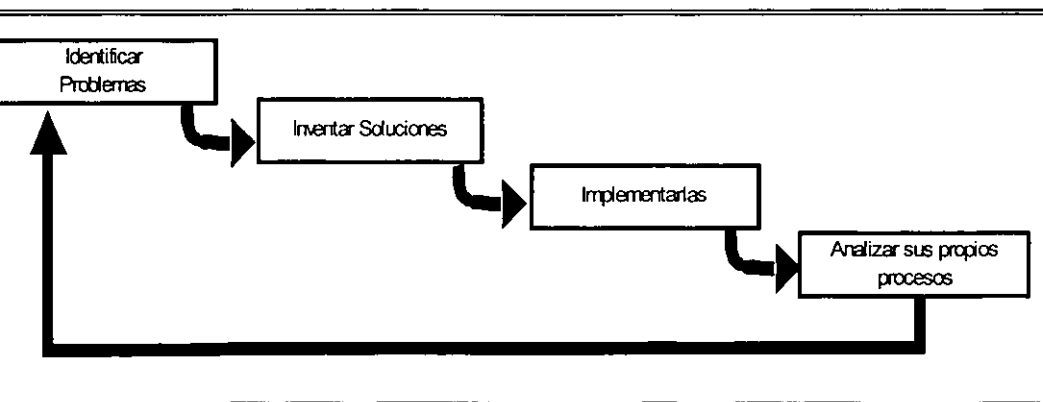 Identificar
Problemas
Inventar Soluciones
Implementarlas
Analizar sus propios
procesos